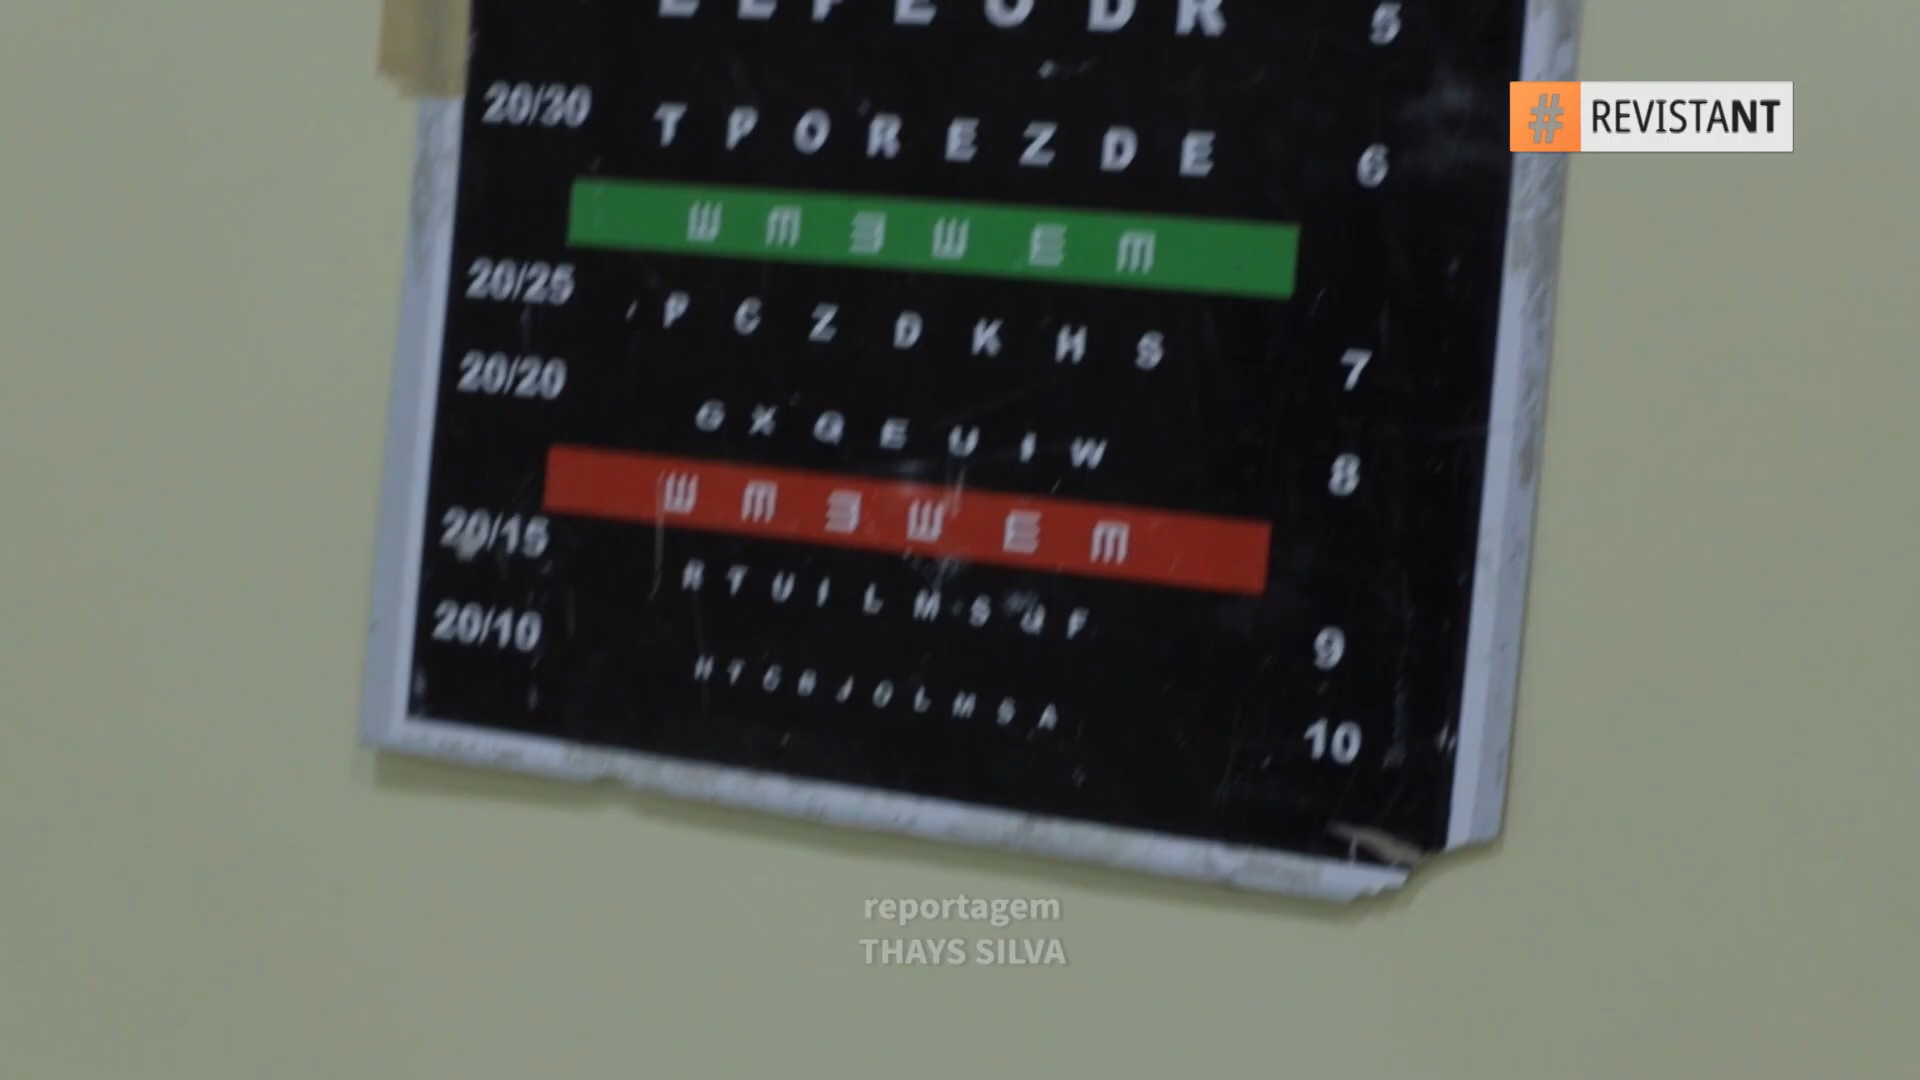 5
#REVISTANT
20/30 T P O R E Z D E 6
20/25 P C Z D K H S 7
20/20 G X Q E U I W 8
20/15 R T U I L M S Q F 9
20/10 10
reportagem
THAYS SILVA